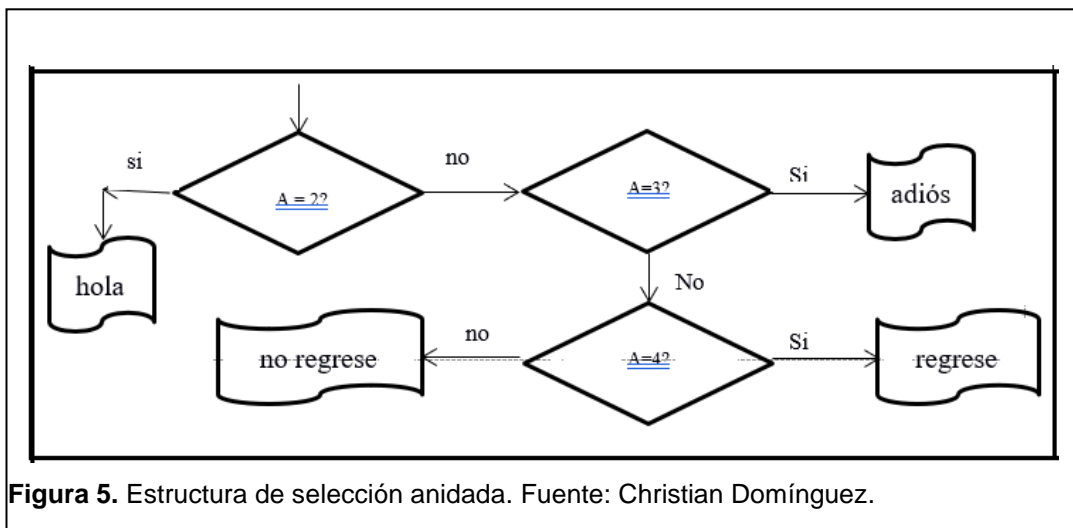 si
no
A = 2?
A=3?
Si
adiós
hola
No
no
no regrese
A=4?
Si
regrese
Figura 5. Estructura de selección anidada. Fuente: Christian Domínguez.